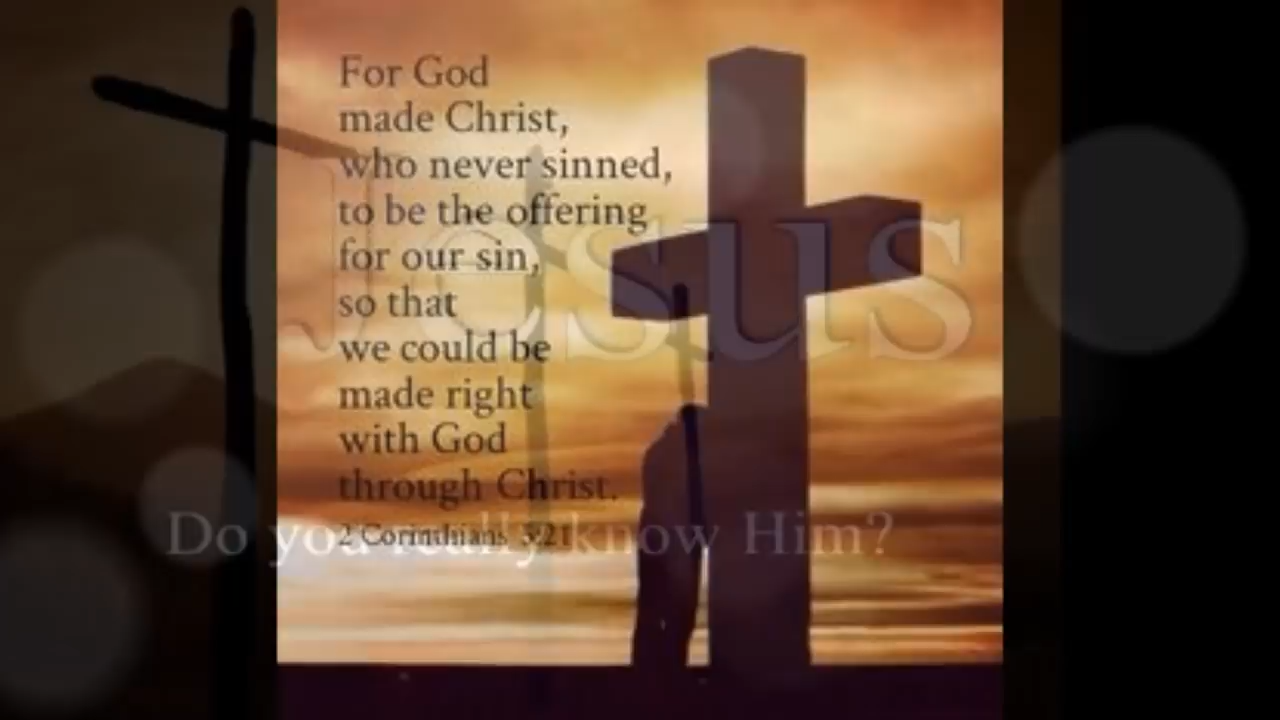 For God
made Christ,
who never sinned,
to be the offering
for our sin,
so that
we could be
made right
with God
through Christ.
2 Corinthians 5:21
Jesus
Do you really know Him?